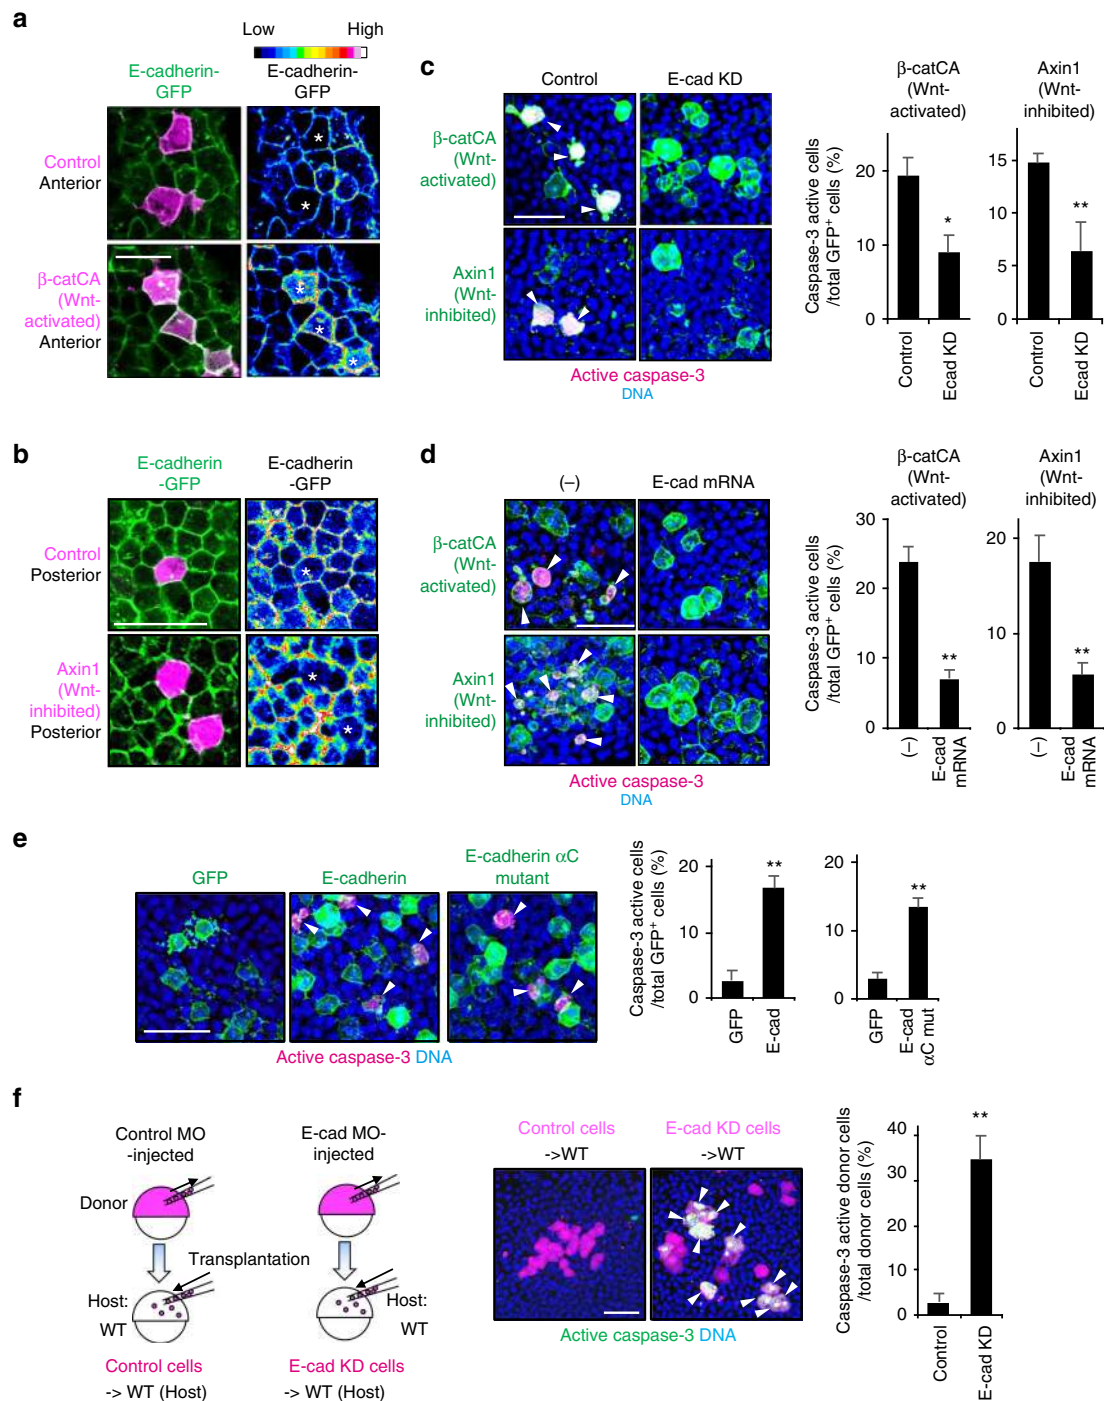 a
Low
High
E-cadherin-
GFP
E-cadherin-
GFP
Control
Anterior
β-catCA
(Wnt-
activated)
Anterior
*
*
*
*
*
b
E-cadherin
-GFP
E-cadherin
-GFP
Control
Posterior
Axin1
(Wnt-
inhibited)
Posterior
*
*
*
c
Control
E-cad KD
β-catCA
(Wnt-
activated)
Axin1
(Wnt-
inhibited)
Active caspase-3
DNA
β-catCA
(Wnt-
activated)
Axin1
(Wnt-
inhibited)
Caspase-3 active cells
/total GFP+ cells (%)
20
10
0
*
Control
Ecad KD
15
10
5
0
**
Control
Ecad KD
d
(–)
E-cad mRNA
β-catCA
(Wnt-
activated)
Axin1
(Wnt-
inhibited)
Active caspase-3
DNA
β-catCA
(Wnt-
activated)
Axin1
(Wnt-
inhibited)
Caspase-3 active cells
/total GFP+ cells (%)
30
20
10
0
**
(–)
E-cad
mRNA
20
10
0
**
(–)
E-cad
mRNA
e
GFP
E-cadherin
E-cadherin αC
mutant
Active caspase-3 DNA
Caspase-3 active cells
/total GFP+ cells (%)
20
10
0
**
GFP
E-cad
20
10
0
**
GFP
E-cad
αC mut
f
Control MO
-injected
E-cad MO-
injected
Donor
Transplantation
Host:
WT
Host:
WT
Control cells
-> WT (Host)
E-cad KD cells
-> WT (Host)
Control cells
->WT
E-cad KD cells
->WT
Active caspase-3 DNA
Caspase-3 active donor cells
/total donor cells (%)
40
30
20
10
0
**
Control
E-cad KD